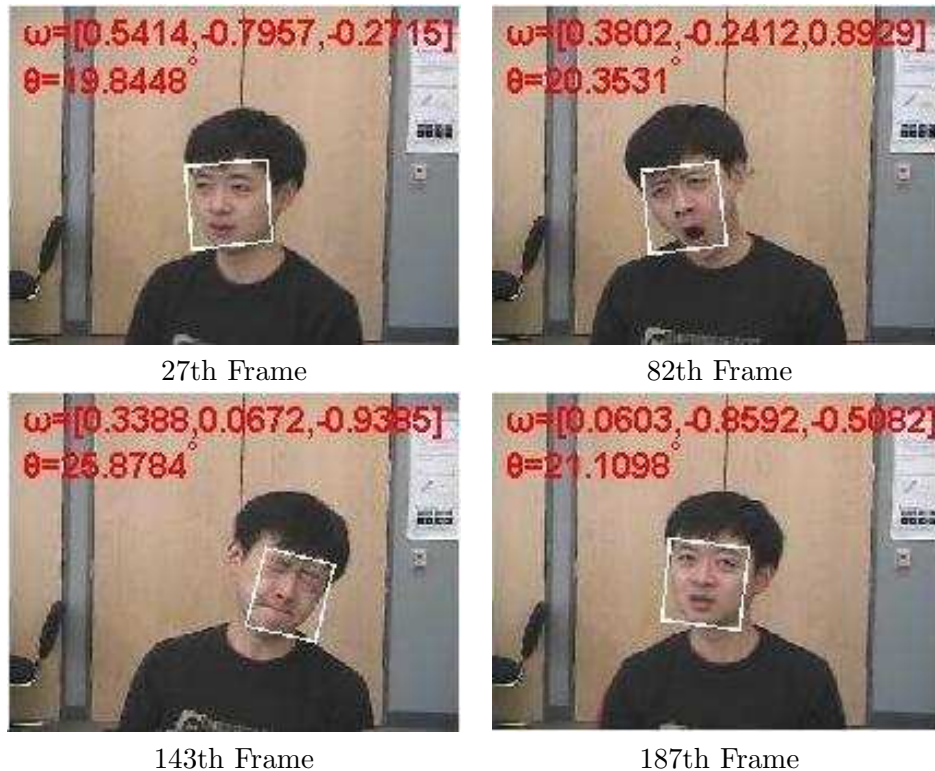 ω=[0.5414,-0.7957,-0.2715]
θ=19.8448°
ω=[0.3802,-0.2412,0.8929]
θ=20.3531°
27th Frame
82th Frame
ω=[0.3388,0.0672,-0.9385]
θ=25.8784°
ω=[0.0603,-0.8592,-0.5082]
θ=21.1098°
143th Frame
187th Frame